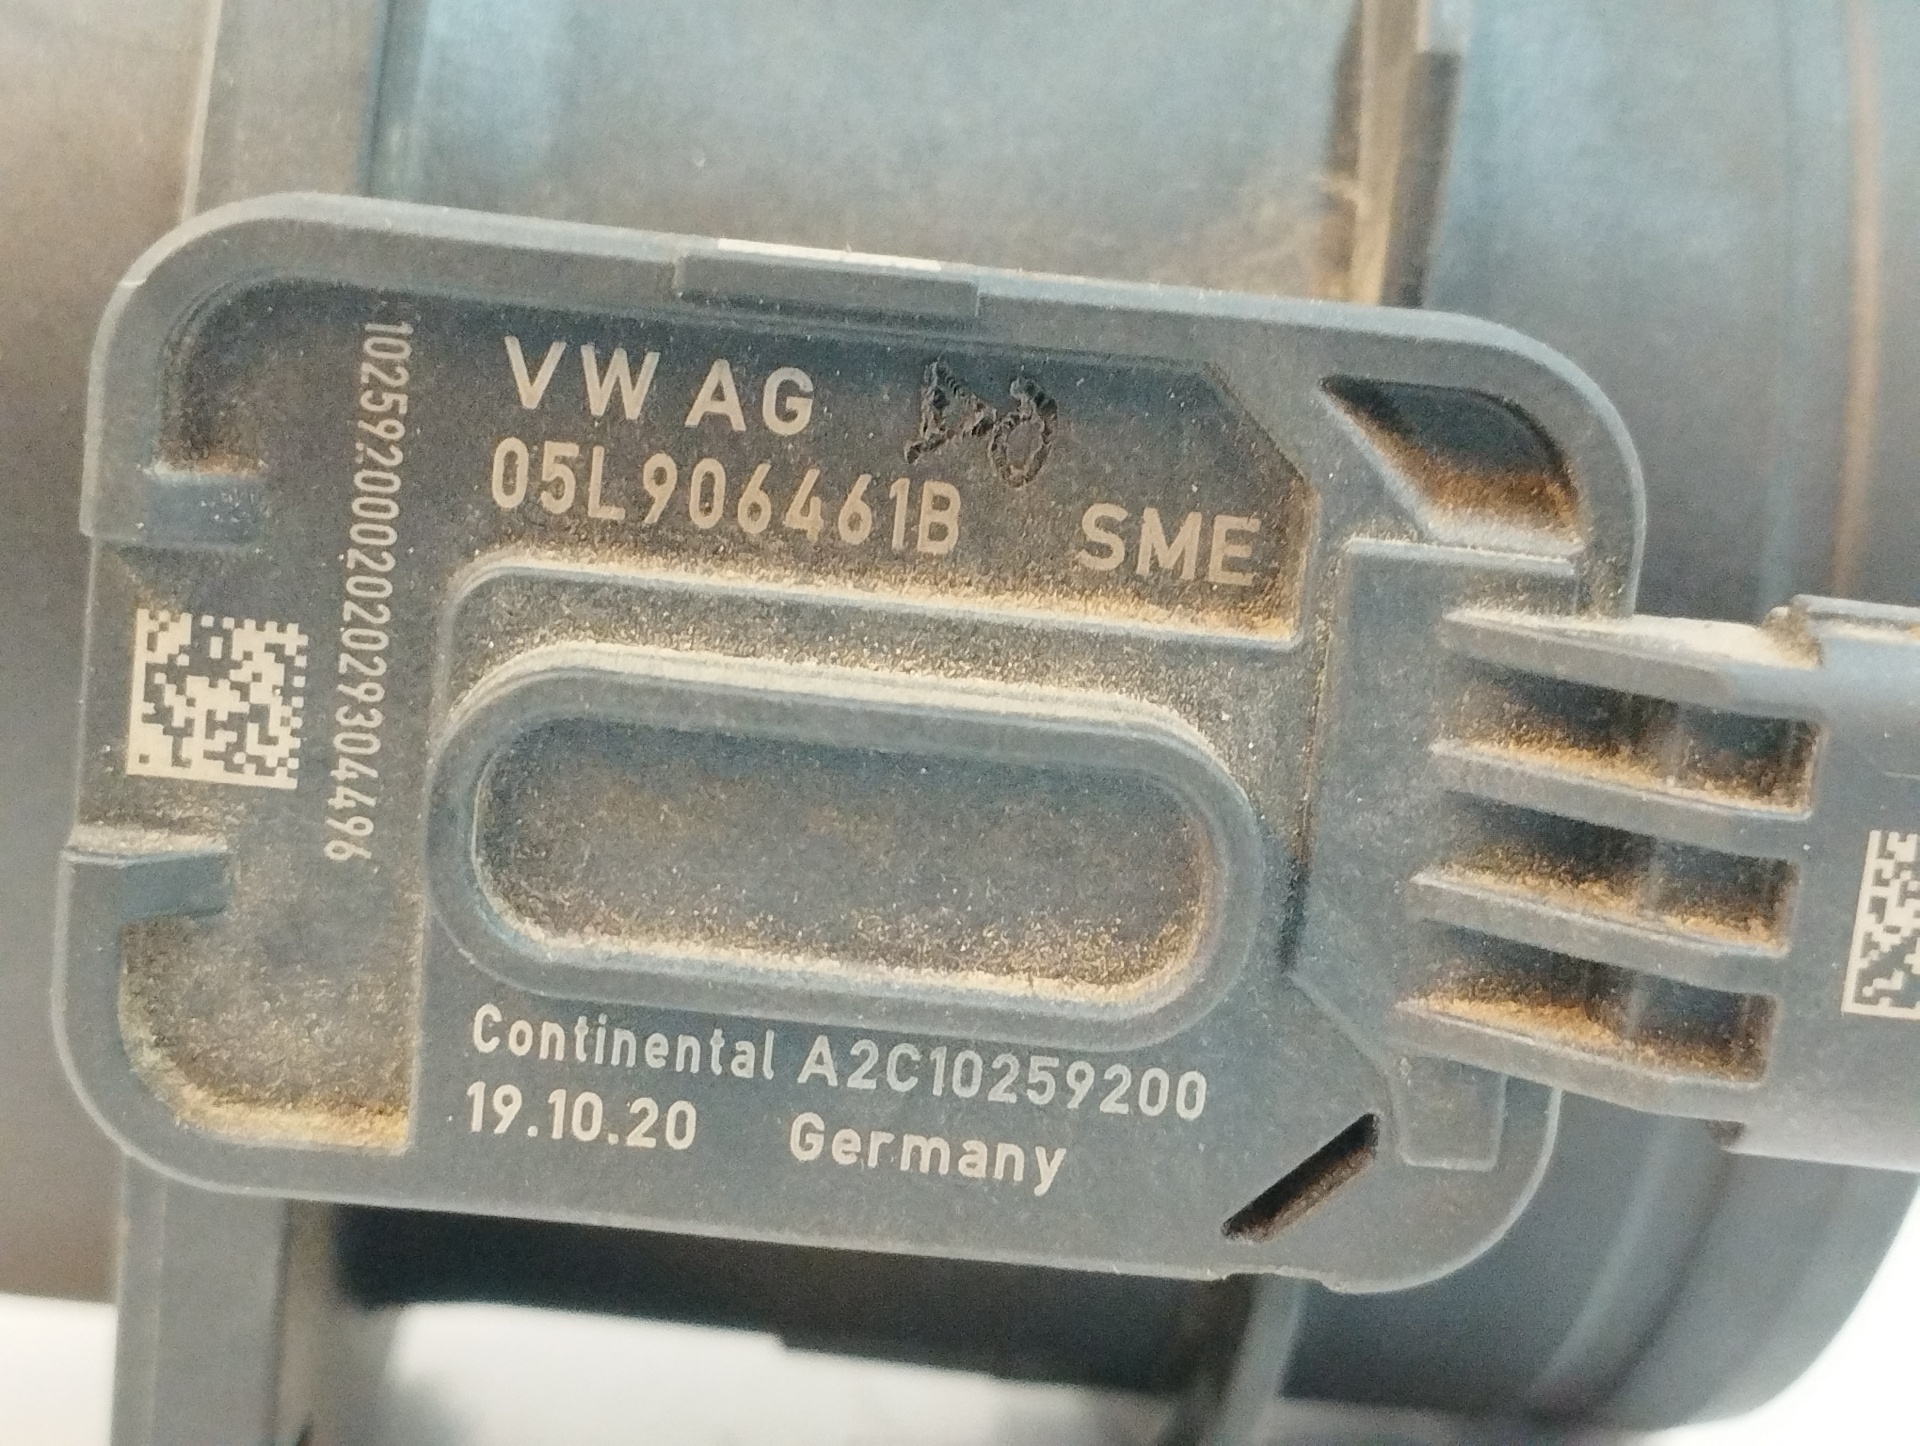 VW AG
05L906461B SME
102592000202029304496
Continental A2C10259200
19.10.20 Germany